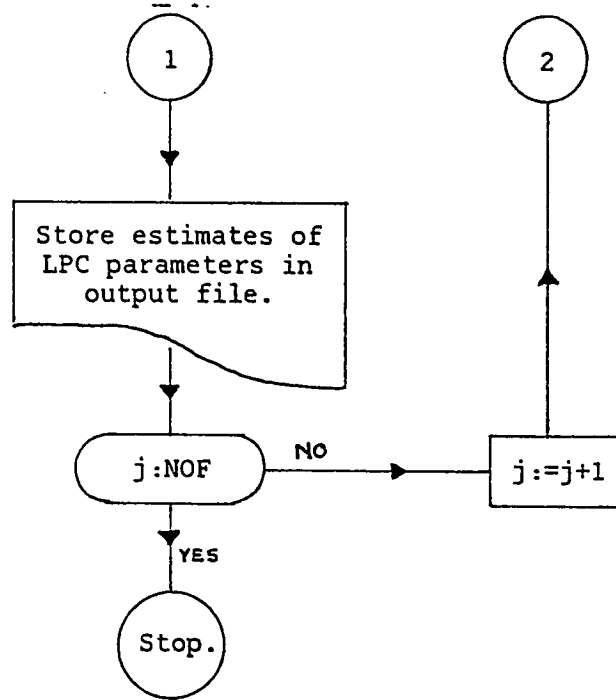 1
2
Store estimates of
LPC parameters in
output file.
j:NOF
NO
j:=j+1
YES
Stop.